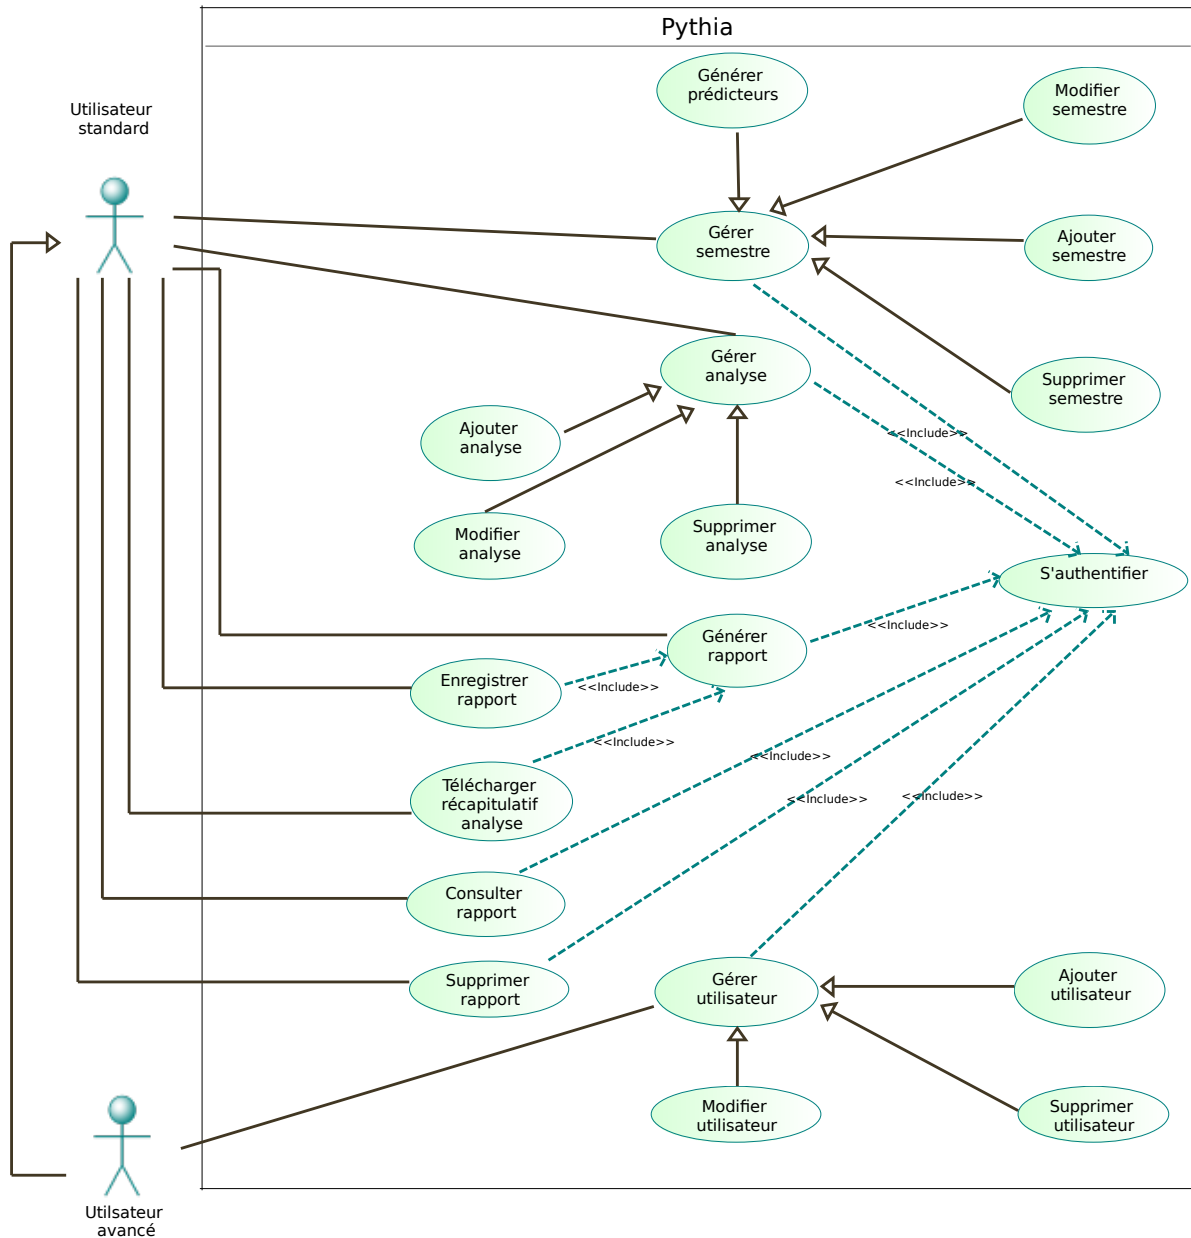 Pythia
Utilisateur
standard
Générer
prédicteurs
Modifier
semestre
Gérer
semestre
Ajouter
semestre
Gérer
analyse
Supprimer
semestre
Ajouter
analyse
<<Include>>
<<Include>>
Modifier
analyse
Supprimer
analyse
S'authentifier
Générer
rapport
<<Include>>
Enregistrer
rapport
<<Include>>
<<Include>>
Télécharger
récapitulatif
analyse
<<Include>>
<<Include>>
<<Include>>
Consulter
rapport
Supprimer
rapport
Gérer
utilisateur
Ajouter
utilisateur
Modifier
utilisateur
Supprimer
utilisateur
Utilsateur
avancé